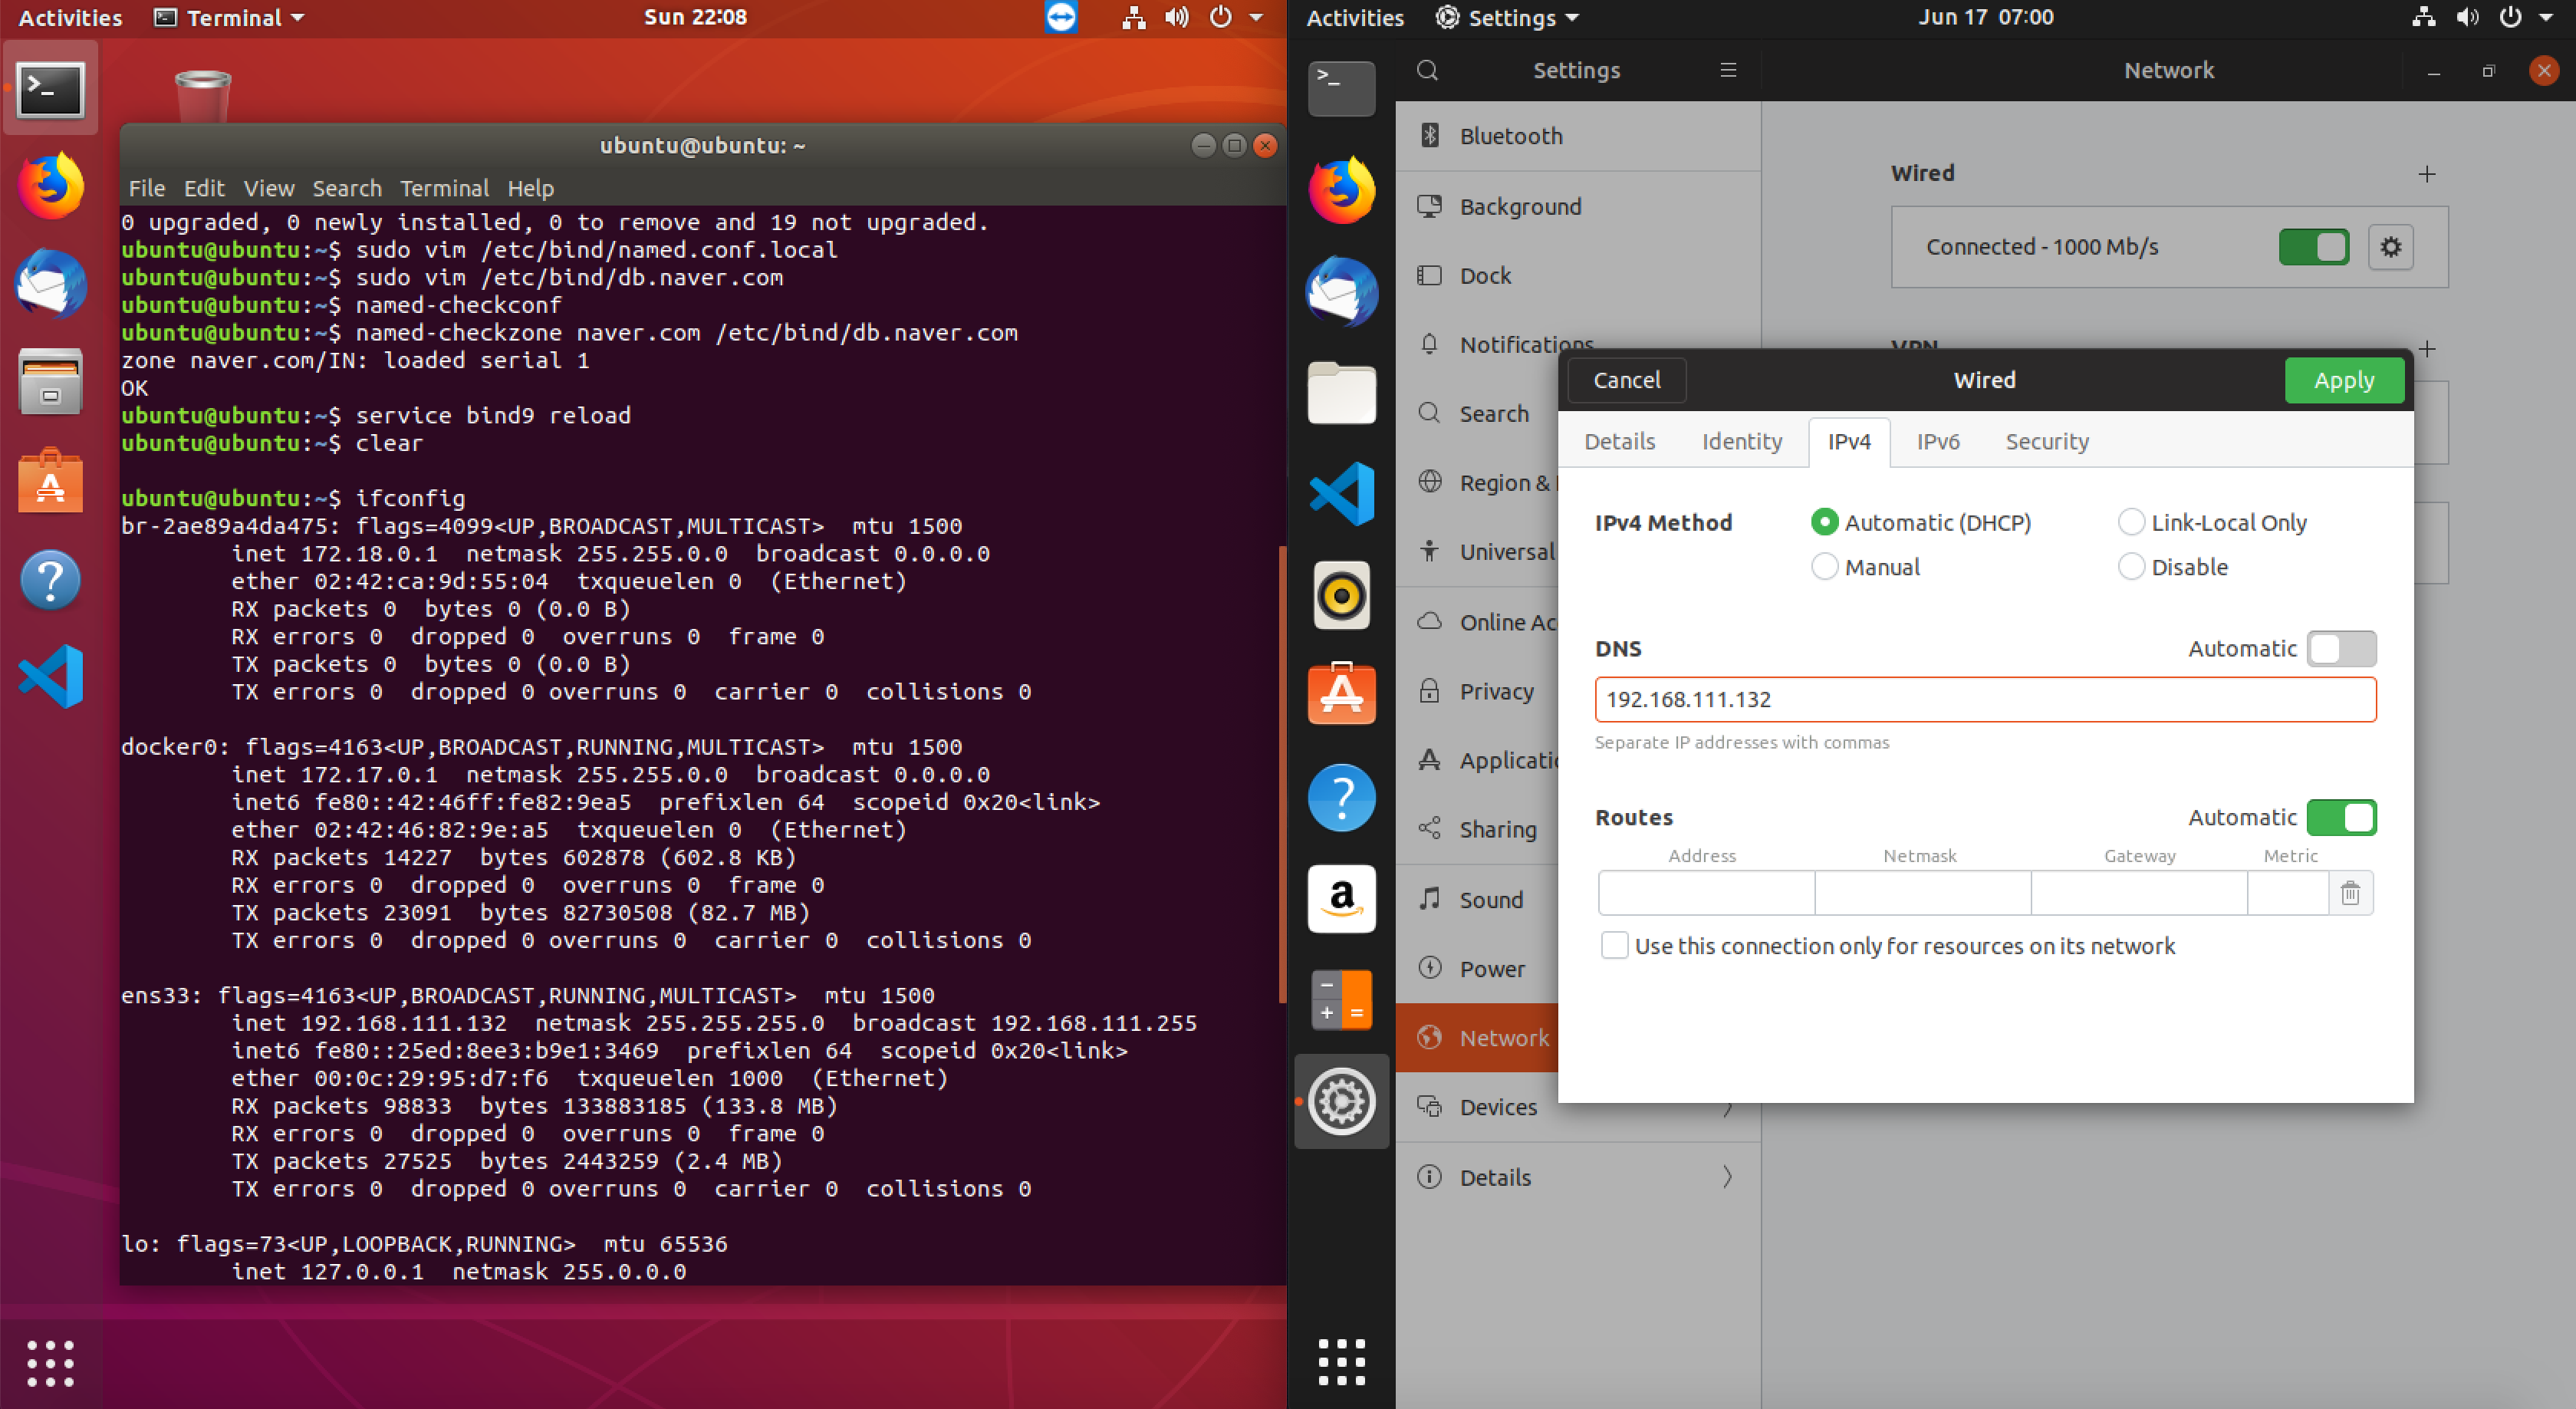 Activities
Terminal
Sun 22:08
ubuntu@ubuntu: ~
File Edit View Search Terminal Help
0 upgraded, 0 newly installed, 0 to remove and 19 not upgraded.
ubuntu@ubuntu:~$ sudo vim /etc/bind/named.conf.local
ubuntu@ubuntu:~$ sudo vim /etc/bind/db.naver.com
ubuntu@ubuntu:~$ named-checkconf
ubuntu@ubuntu:~$ named-checkzone naver.com /etc/bind/db.naver.com
zone naver.com/IN: loaded serial 1
OK
ubuntu@ubuntu:~$ service bind9 reload
ubuntu@ubuntu:~$ clear
ubuntu@ubuntu:~$ ifconfig
br-2ae89a4da475: flags=4099<UP,BROADCAST,MULTICAST>  mtu 1500
inet 172.18.0.1  netmask 255.255.0.0  broadcast 0.0.0.0
ether 02:42:ca:9d:55:04  txqueuelen 0  (Ethernet)
RX packets 0  bytes 0 (0.0 B)
RX errors 0  dropped 0  overruns 0  frame 0
TX packets 0  bytes 0 (0.0 B)
TX errors 0  dropped 0 overruns 0  carrier 0  collisions 0
docker0: flags=4163<UP,BROADCAST,RUNNING,MULTICAST>  mtu 1500
inet 172.17.0.1  netmask 255.255.0.0  broadcast 0.0.0.0
inet6 fe80::42:46ff:fe82:9ea5  prefixlen 64  scopeid 0x20<link>
ether 02:42:46:82:9e:a5  txqueuelen 0  (Ethernet)
RX packets 14227  bytes 602878 (602.8 KB)
RX errors 0  dropped 0  overruns 0  frame 0
TX packets 23091  bytes 82730508 (82.7 MB)
TX errors 0  dropped 0 overruns 0  carrier 0  collisions 0
ens33: flags=4163<UP,BROADCAST,RUNNING,MULTICAST>  mtu 1500
inet 192.168.111.132  netmask 255.255.255.0  broadcast 192.168.111.255
inet6 fe80::25ed:8ee3:b9e1:3469  prefixlen 64  scopeid 0x20<link>
ether 00:0c:29:95:d7:f6  txqueuelen 1000  (Ethernet)
RX packets 98833  bytes 133883185 (133.8 MB)
RX errors 0  dropped 0  overruns 0  frame 0
TX packets 27525  bytes 2443259 (2.4 MB)
TX errors 0  dropped 0 overruns 0  carrier 0  collisions 0
lo: flags=73<UP,LOOPBACK,RUNNING>  mtu 65536
inet 127.0.0.1  netmask 255.0.0.0
Activities
Settings
Jun 17 07:00
Settings
Network
Bluetooth
Background
Dock
Notifications
Search
Region &
Universal
Online Ac
Privacy
Applicatio
Sharing
Sound
Power
Network
Devices
Details
Wired
Connected - 1000 Mb/s
VPN
Cancel
Wired
Apply
Details Identity IPv4 IPv6 Security
IPv4 Method
Automatic (DHCP)
Link-Local Only
Manual
Disable
DNS
Automatic
192.168.111.132
Separate IP addresses with commas
Routes
Automatic
Address Netmask Gateway Metric
Use this connection only for resources on its network